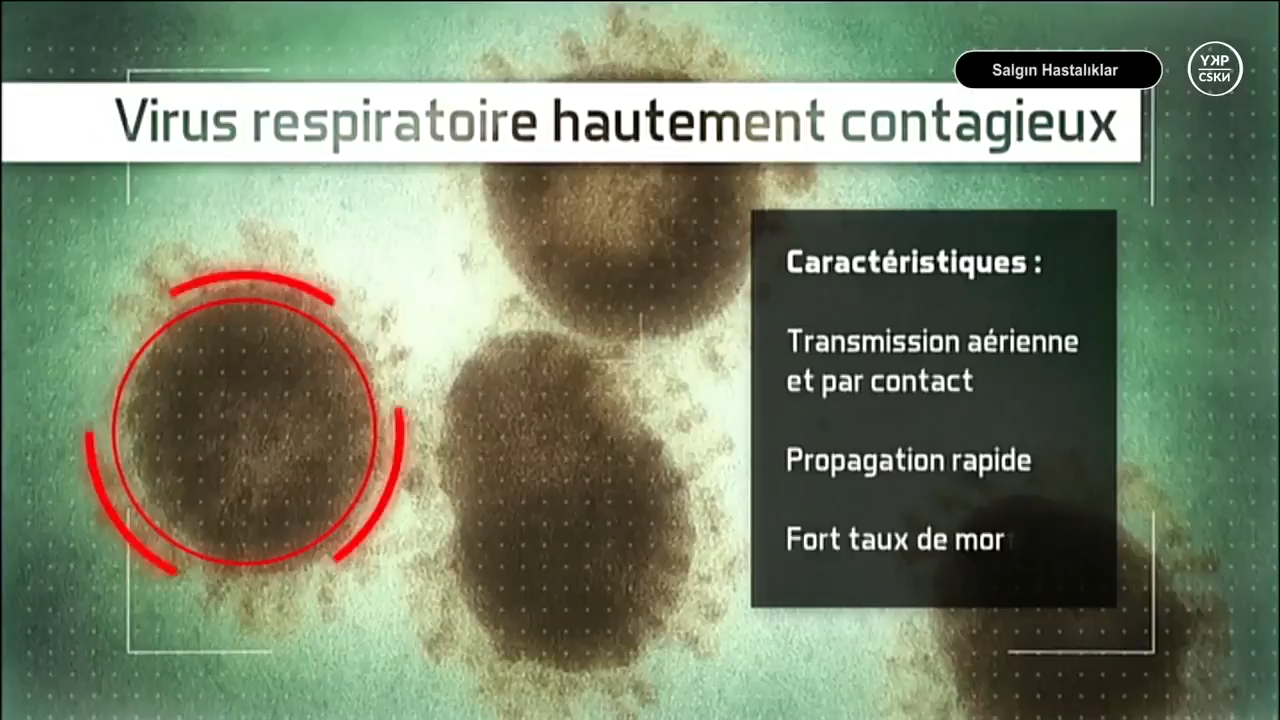 Salgın Hastalıklar
УКР
CSKИ
Virus respiratoire hautement contagieux
Caractéristiques :
Transmission aérienne
et par contact
Propagation rapide
Fort taux de mor